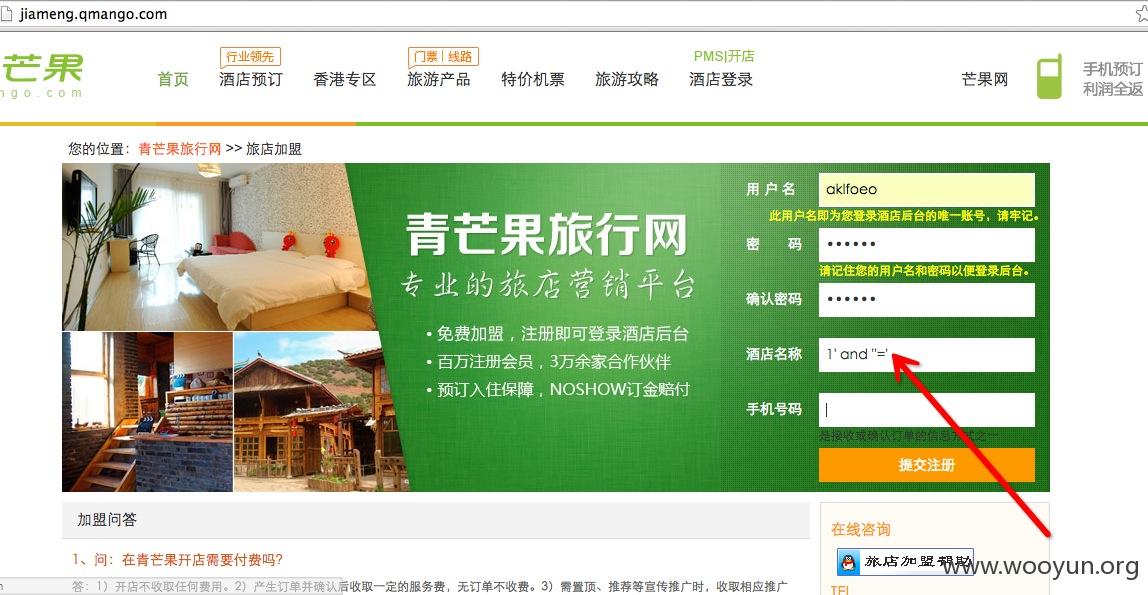 jiameng.qmango.com
芒果
ngo.com
首页
行业领先
酒店预订
香港专区
门票|线路
旅游产品
特价机票
旅游攻略
PMS|开店
酒店登录
芒果网
手机预订
利润全返
您的位置：青芒果旅行网 >> 旅店加盟
青芒果旅行网
专业的旅店营销平台
• 免费加盟，注册即可登录酒店后台
• 百万注册会员，3万余家合作伙伴
• 预订入住保障，NOSHOW订金赔付
用 户 名 aklfoeo
此用户名即为您登录酒店后台的唯一账号，请牢记。
密 码 ••••••
请记住您的用户名和密码以便登录后台。
确认密码 ••••••
酒店名称 1' and ''='
手机号码
是接收或确认订单的信息方式之一
提交注册
加盟问答
1、问：在青芒果开店需要付费吗?
答：1）开店不收取任何费用。2）产生订单并确认后收取一定的服务费，无订单不收费。3）需置顶、推荐等宣传推广时，收取相应推广
在线咨询
旅店加盟帮助
TEL
www.wooyun.org